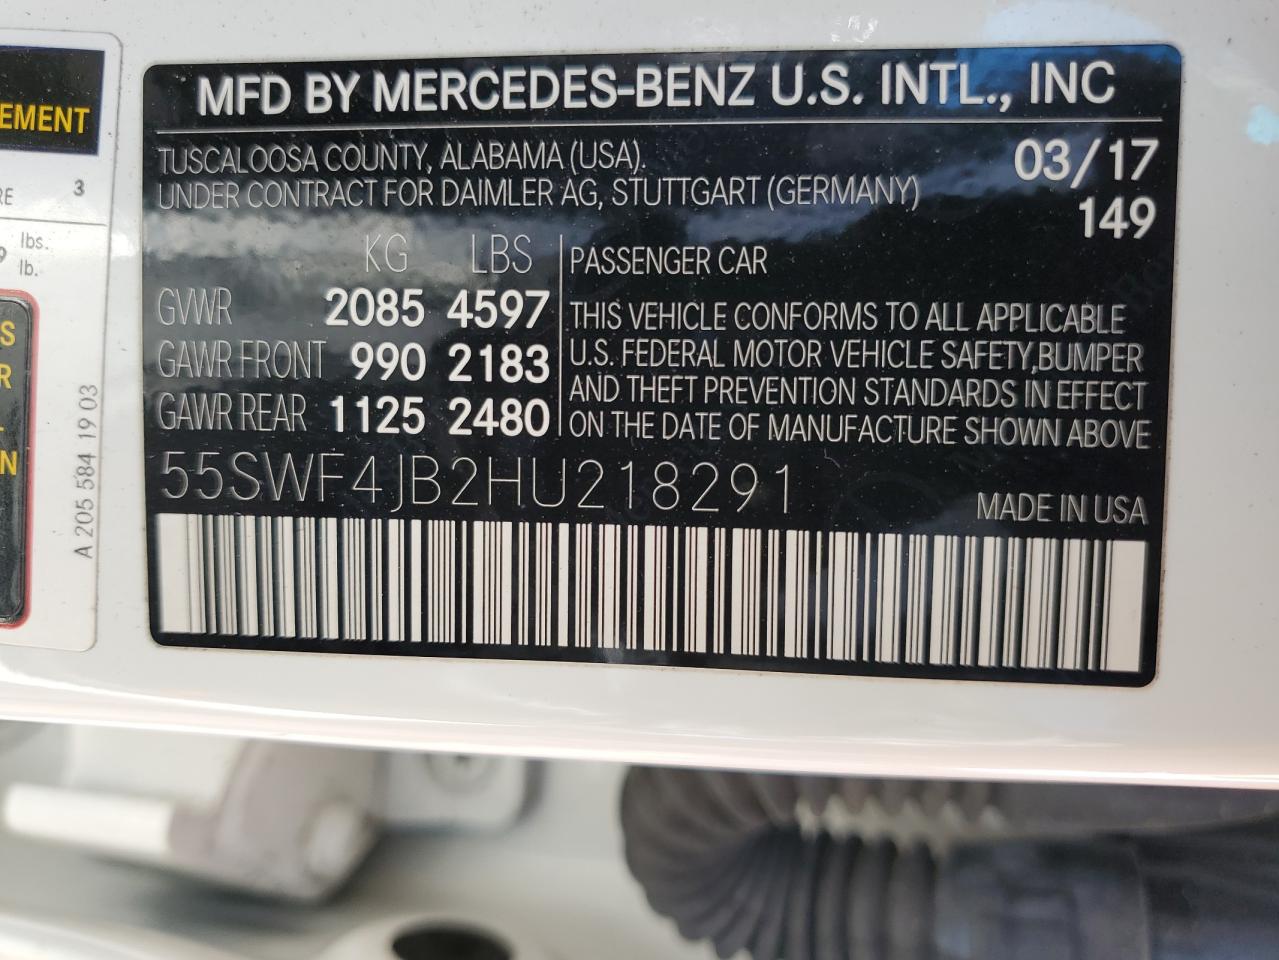 MFD BY MERCEDES-BENZ U.S. INTL., INC
TUSCALOOSA COUNTY, ALABAMA (USA).
UNDER CONTRACT FOR DAIMLER AG, STUTTGART (GERMANY)
03/17
149
KG LBS
GVWR 2085 4597
GAWR FRONT 990 2183
GAWR REAR 1125 2480
PASSENGER CAR
THIS VEHICLE CONFORMS TO ALL APPLICABLE
U.S. FEDERAL MOTOR VEHICLE SAFETY,BUMPER
AND THEFT PREVENTION STANDARDS IN EFFECT
ON THE DATE OF MANUFACTURE SHOWN ABOVE
55SWF4JB2HU218291
MADE IN USA
EMENT
RE 3
9 lbs.
lb.
S
R
N
A 205 584 19 03